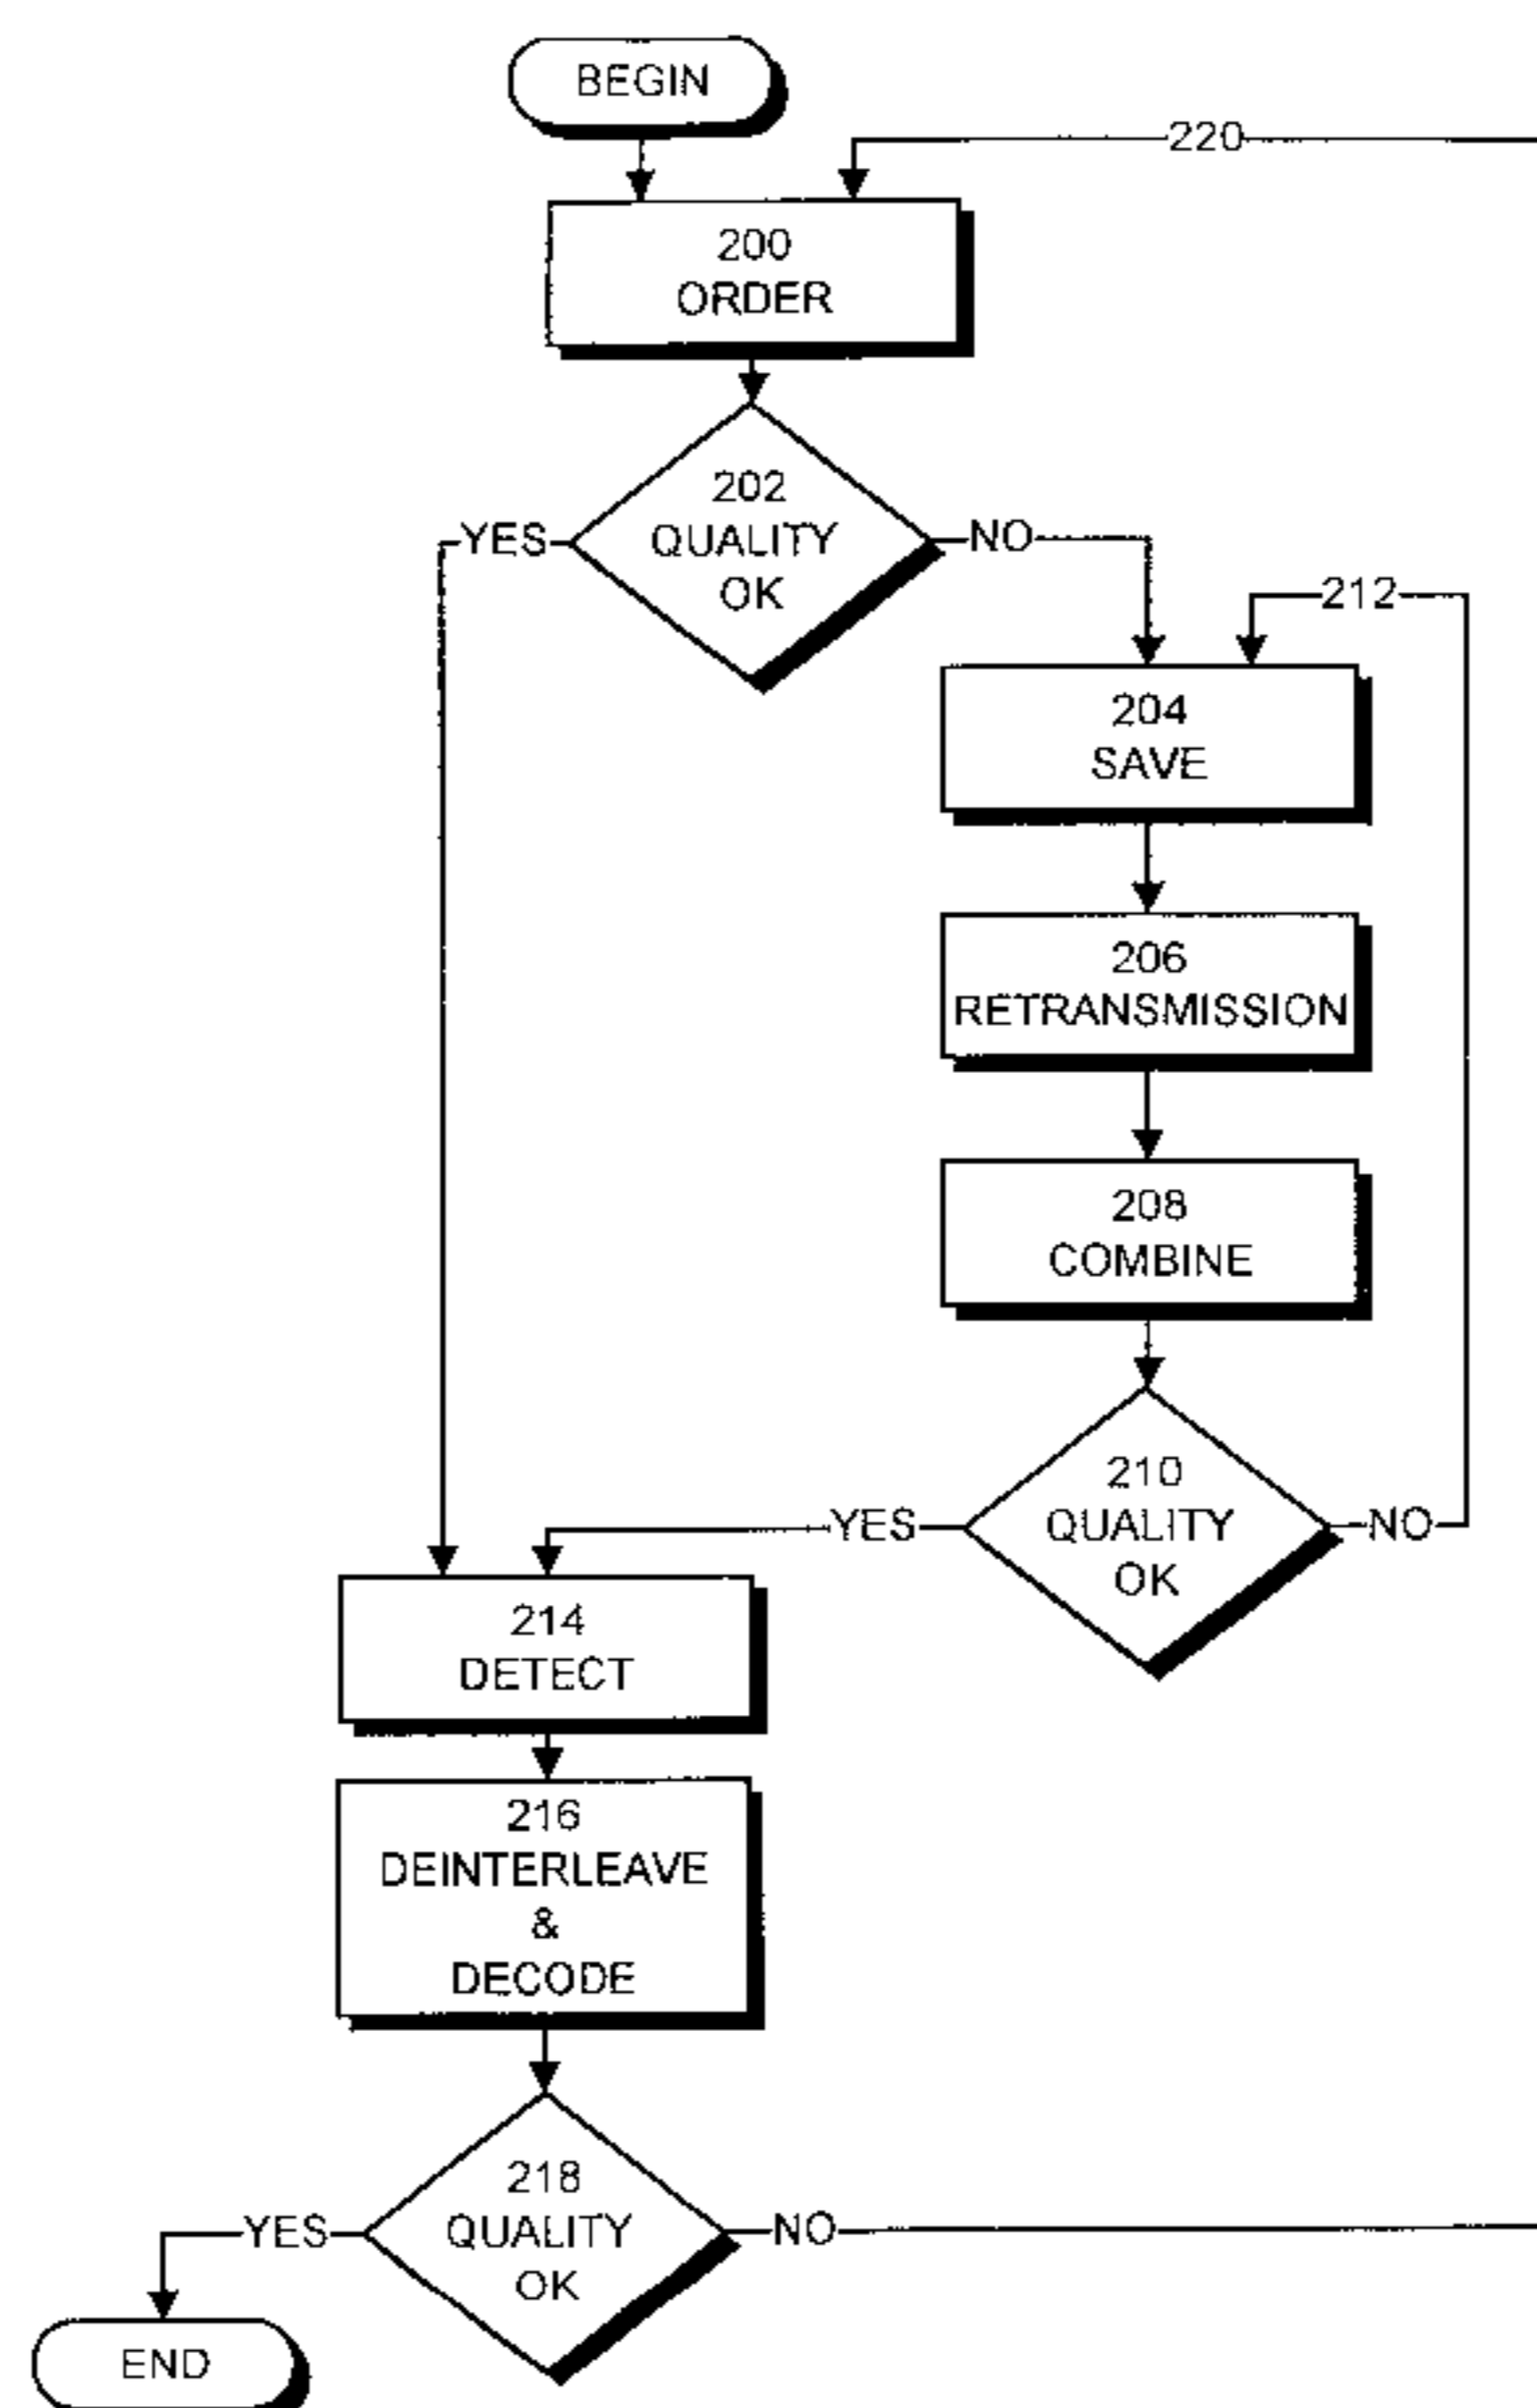 BEGIN
220
200
ORDER
202
QUALITY
OK
YES
NO
212
204
SAVE
206
RETRANSMISSION
208
COMBINE
210
QUALITY
OK
YES
NO
214
DETECT
216
DEINTERLEAVE
&
DECODE
218
QUALITY
OK
YES
NO
END